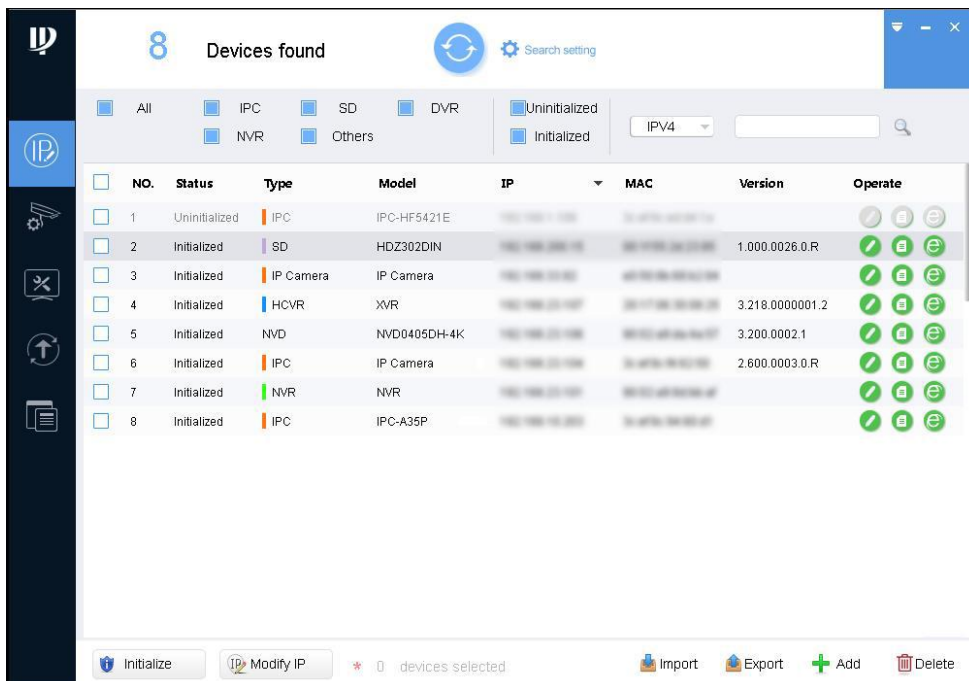 8 Devices found Search setting
All IPC SD DVR Uninitialized
NVR Others Initialized IPV4
NO. Status Type Model IP MAC Version Operate
1 Uninitialized IPC IPC-HF5421E
2 Initialized SD HDZ302DIN 1.000.0026.0.R
3 Initialized IP Camera IP Camera
4 Initialized HCVR XVR 3.218.0000001.2
5 Initialized NVD NVD0405DH-4K 3.200.0002.1
6 Initialized IPC IP Camera 2.600.0003.0.R
7 Initialized NVR NVR
8 Initialized IPC IPC-A35P
Initialize IP Modify IP * 0 devices selected Import Export Add Delete